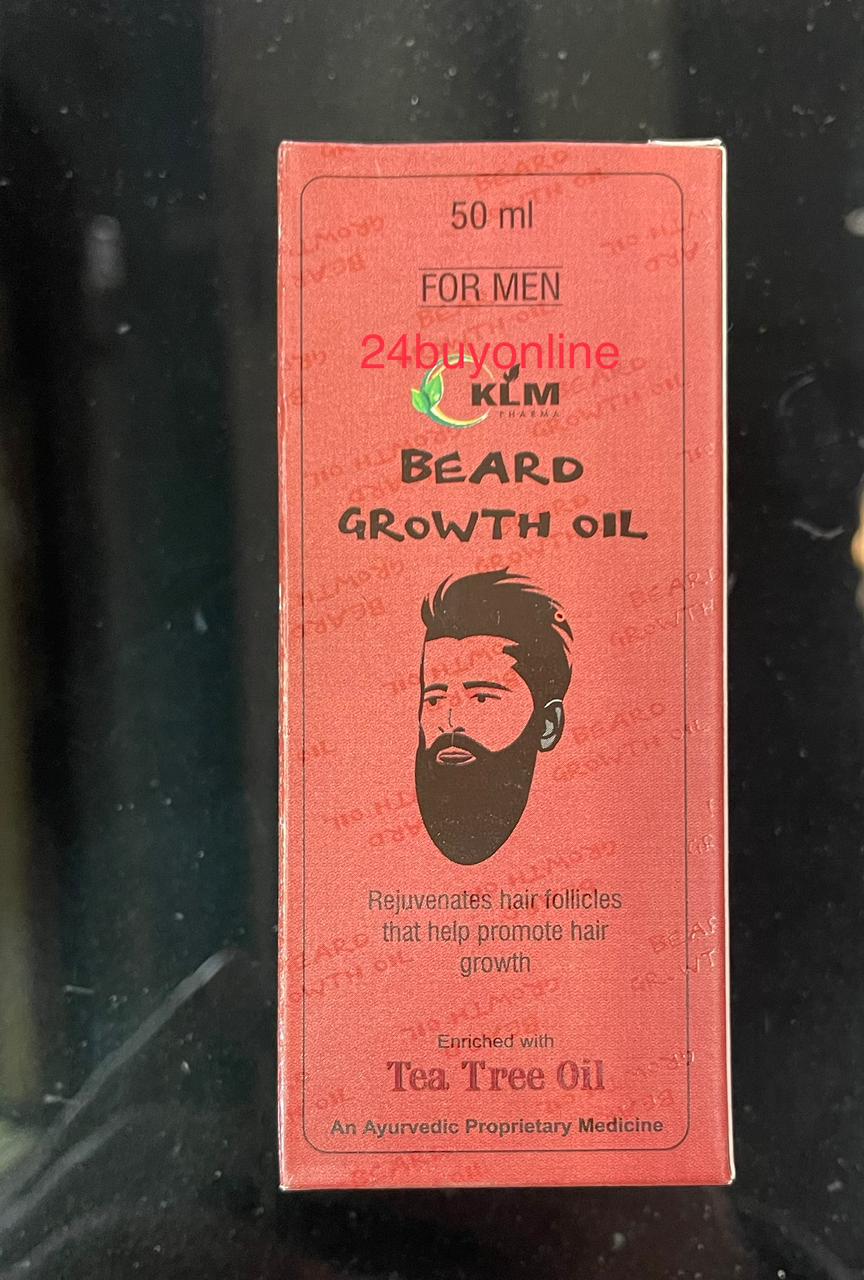 50 ml
FOR MEN
24buyonline
KLM
PHARMA
BEARD
GROWTH OIL
Rejuvenates hair follicles
that help promote hair
growth
Enriched with
Tea Tree Oil
An Ayurvedic Proprietary Medicine